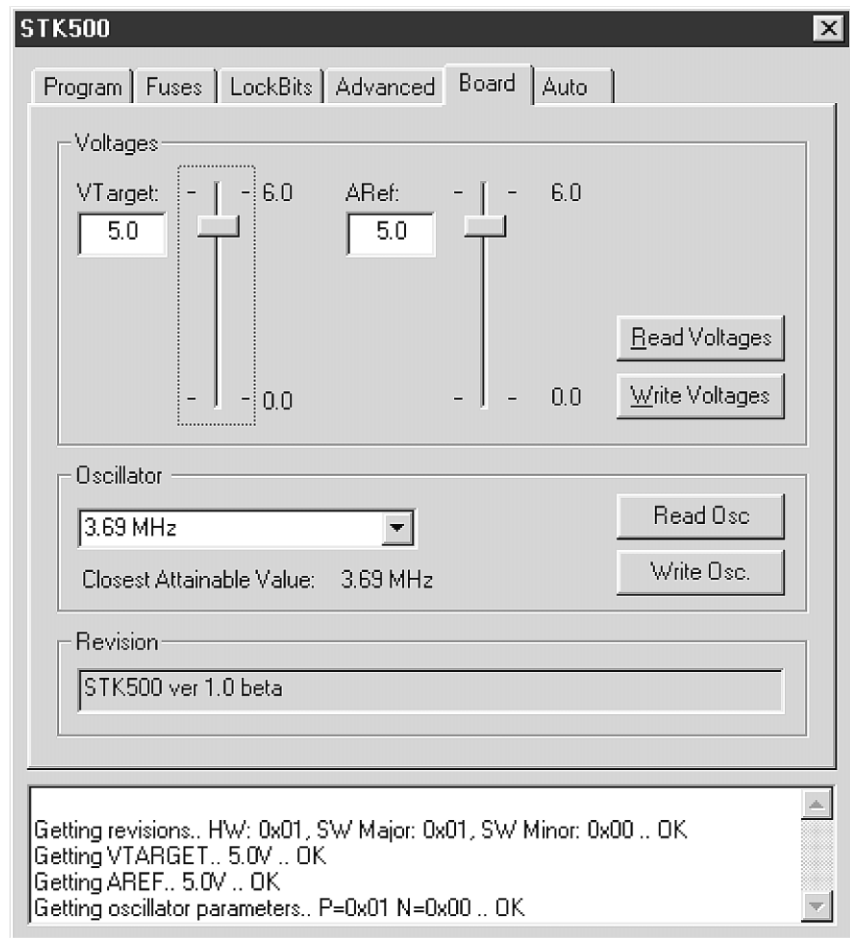 STK500
Program Fuses LockBits Advanced Board Auto
Voltages
VTarget: 6.0 ARef: 6.0
5.0 5.0
Read Voltages
0.0 0.0 Write Voltages
Oscillator
3.69 MHz Read Osc
Closest Attainable Value: 3.69 MHz Write Osc.
Revision
STK500 ver 1.0 beta
Getting revisions.. HW: 0x01, SW Major: 0x01, SW Minor: 0x00 .. OK
Getting VTARGET.. 5.0V .. OK
Getting AREF.. 5.0V .. OK
Getting oscillator parameters.. P=0x01 N=0x00 .. OK